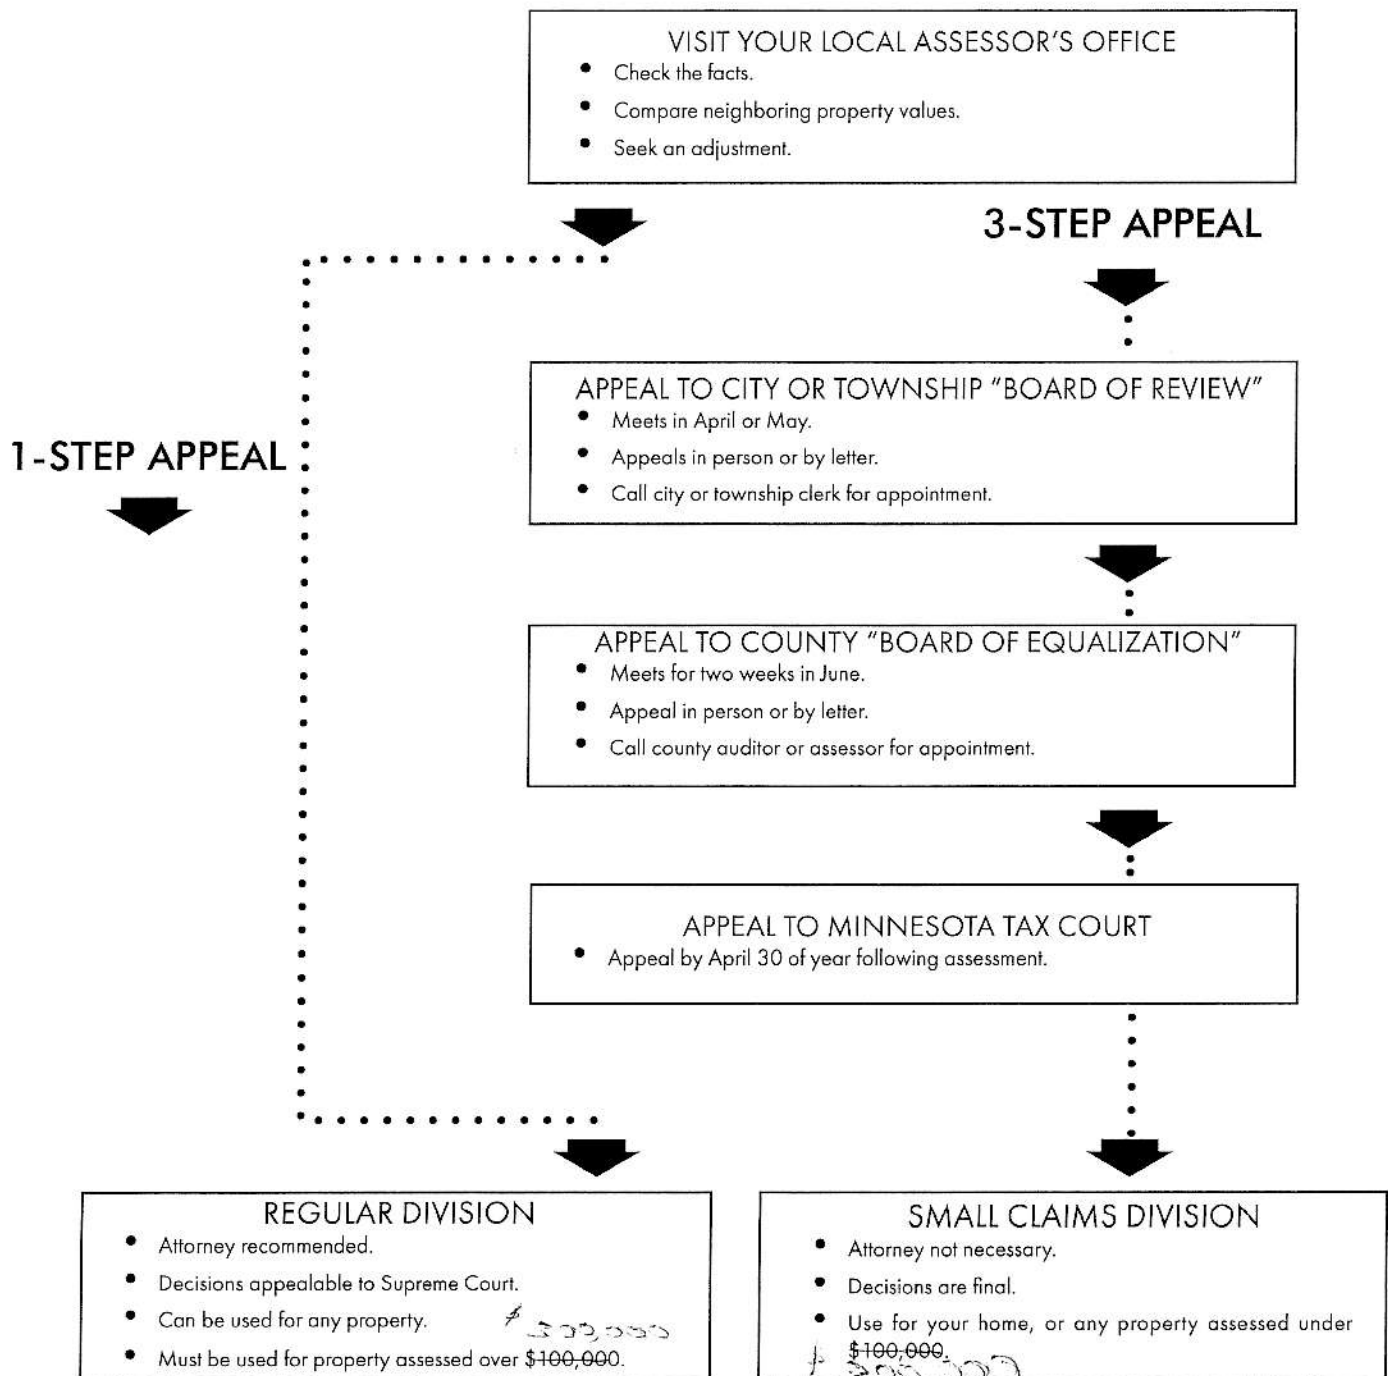 VISIT YOUR LOCAL ASSESSOR'S OFFICE
• Check the facts.
• Compare neighboring property values.
• Seek an adjustment.
3-STEP APPEAL
APPEAL TO CITY OR TOWNSHIP "BOARD OF REVIEW"
• Meets in April or May.
• Appeals in person or by letter.
• Call city or township clerk for appointment.
1-STEP APPEAL
APPEAL TO COUNTY "BOARD OF EQUALIZATION"
• Meets for two weeks in June.
• Appeal in person or by letter.
• Call county auditor or assessor for appointment.
APPEAL TO MINNESOTA TAX COURT
• Appeal by April 30 of year following assessment.
REGULAR DIVISION
• Attorney recommended.
• Decisions appealable to Supreme Court.
• Can be used for any property.
$ 300,000
• Must be used for property assessed over $100,000.
SMALL CLAIMS DIVISION
• Attorney not necessary.
• Decisions are final.
• Use for your home, or any property assessed under
$100,000.
$ 300,000